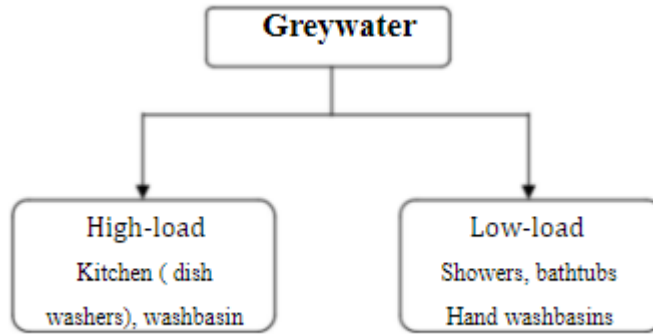 Greywater
High-load
Kitchen ( dish
washers), washbasin
Low-load
Showers, bathtubs
Hand washbasins